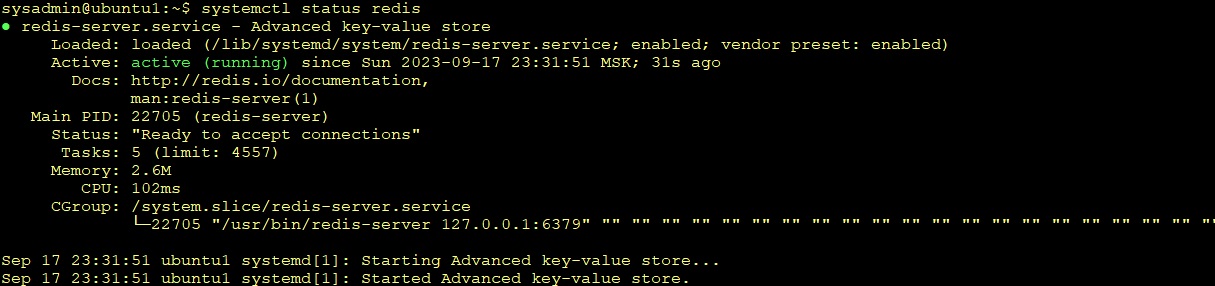 sysadmin@ubuntu1:~$ systemctl status redis
● redis-server.service - Advanced key-value store
     Loaded: loaded (/lib/systemd/system/redis-server.service; enabled; vendor preset: enabled)
     Active: active (running) since Sun 2023-09-17 23:31:51 MSK; 31s ago
       Docs: http://redis.io/documentation,
             man:redis-server(1)
   Main PID: 22705 (redis-server)
     Status: "Ready to accept connections"
      Tasks: 5 (limit: 4557)
     Memory: 2.6M
        CPU: 102ms
     CGroup: /system.slice/redis-server.service
             └─22705 "/usr/bin/redis-server 127.0.0.1:6379" "" "" "" "" "" "" "" "" "" "" "" "" "" "" "" "" "" "" "" "" ""

Sep 17 23:31:51 ubuntu1 systemd[1]: Starting Advanced key-value store...
Sep 17 23:31:51 ubuntu1 systemd[1]: Started Advanced key-value store.